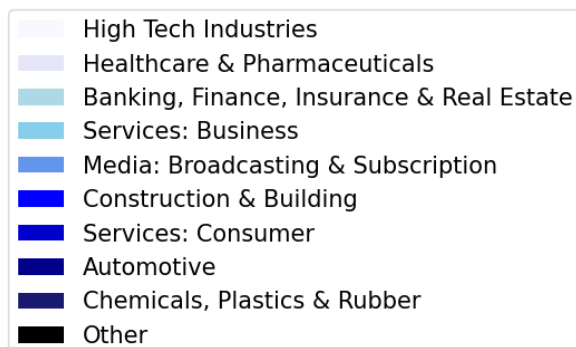 High Tech Industries
Healthcare & Pharmaceuticals
Banking, Finance, Insurance & Real Estate
Services: Business
Media: Broadcasting & Subscription
Construction & Building
Services: Consumer
Automotive
Chemicals, Plastics & Rubber
Other